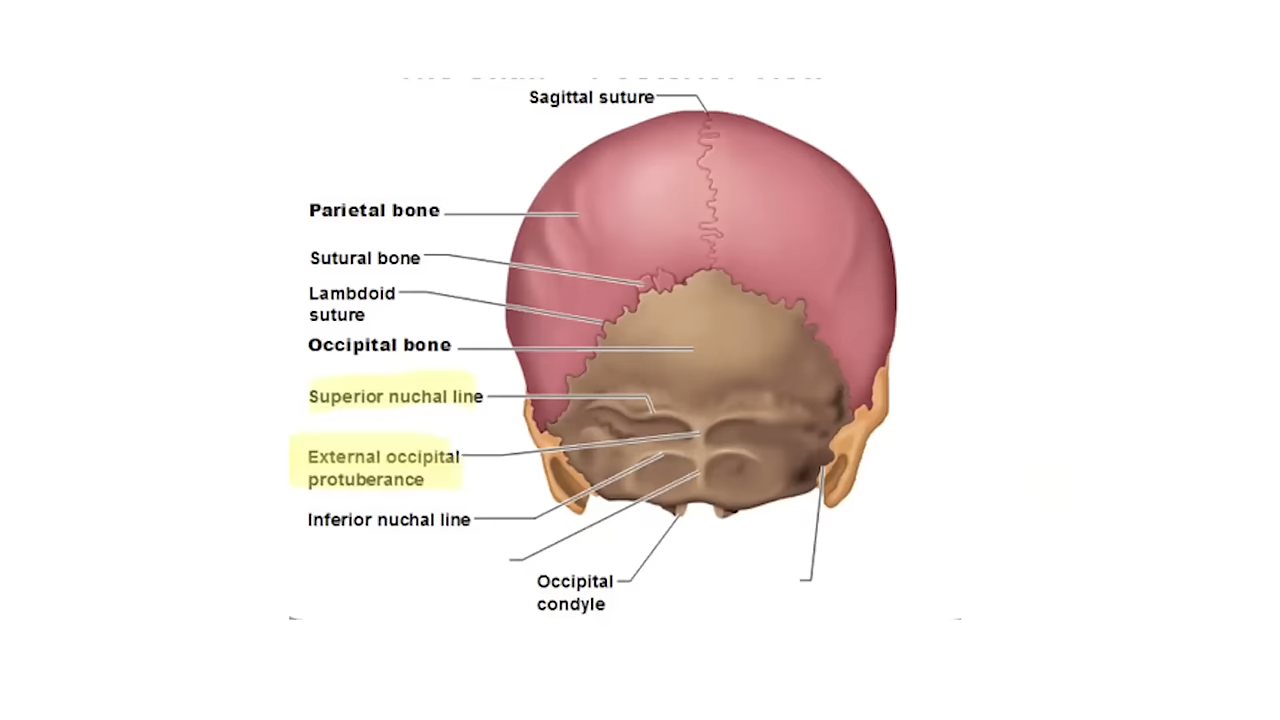 Sagittal suture
Parietal bone
Sutural bone
Lambdoid
suture
Occipital bone
Superior nuchal line
External occipital
protuberance
Inferior nuchal line
Occipital
condyle